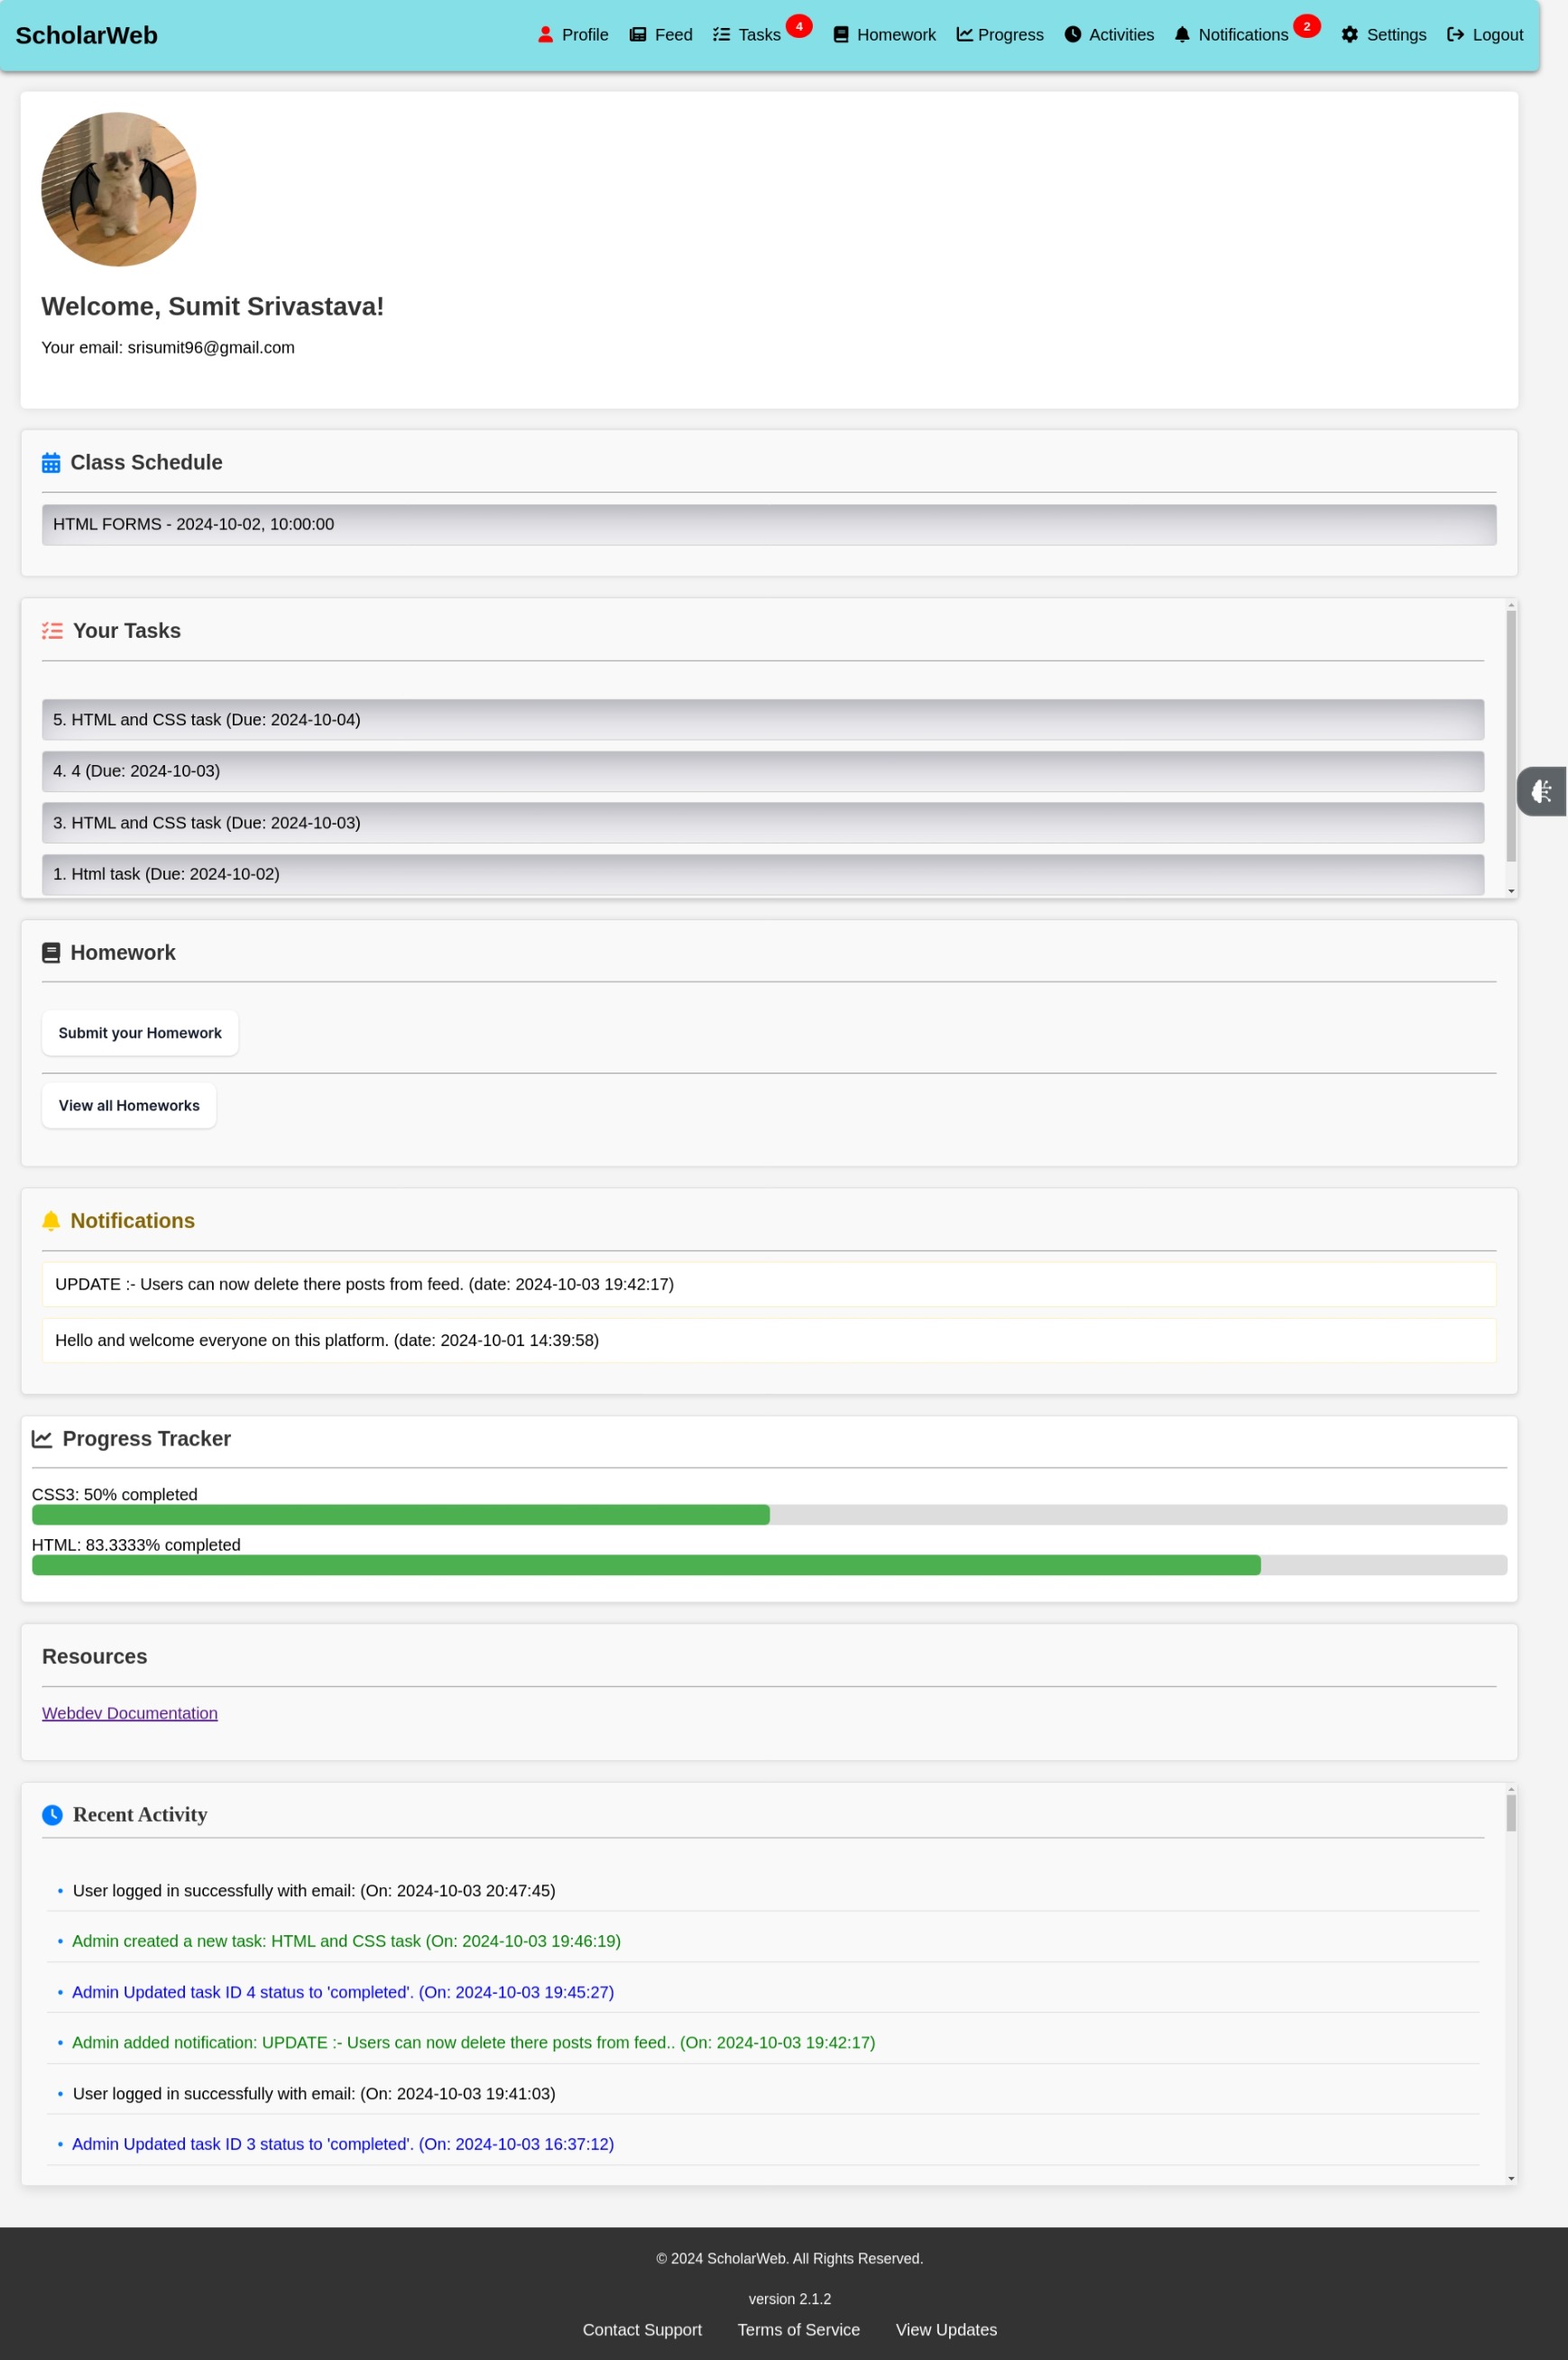 ScholarWeb
Profile Feed Tasks 4 Homework Progress Activities Notifications 2 Settings Logout
Welcome, Sumit Srivastava!
Your email: srisumit96@gmail.com
Class Schedule
HTML FORMS - 2024-10-02, 10:00:00
Your Tasks
5. HTML and CSS task (Due: 2024-10-04)
4. 4 (Due: 2024-10-03)
3. HTML and CSS task (Due: 2024-10-03)
1. Html task (Due: 2024-10-02)
Homework
Submit your Homework
View all Homeworks
Notifications
UPDATE :- Users can now delete there posts from feed. (date: 2024-10-03 19:42:17)
Hello and welcome everyone on this platform. (date: 2024-10-01 14:39:58)
Progress Tracker
CSS3: 50% completed
HTML: 83.3333% completed
Resources
Webdev Documentation
Recent Activity
• User logged in successfully with email: (On: 2024-10-03 20:47:45)
• Admin created a new task: HTML and CSS task (On: 2024-10-03 19:46:19)
• Admin Updated task ID 4 status to 'completed'. (On: 2024-10-03 19:45:27)
• Admin added notification: UPDATE :- Users can now delete there posts from feed.. (On: 2024-10-03 19:42:17)
• User logged in successfully with email: (On: 2024-10-03 19:41:03)
• Admin Updated task ID 3 status to 'completed'. (On: 2024-10-03 16:37:12)
© 2024 ScholarWeb. All Rights Reserved.
version 2.1.2
Contact Support Terms of Service View Updates